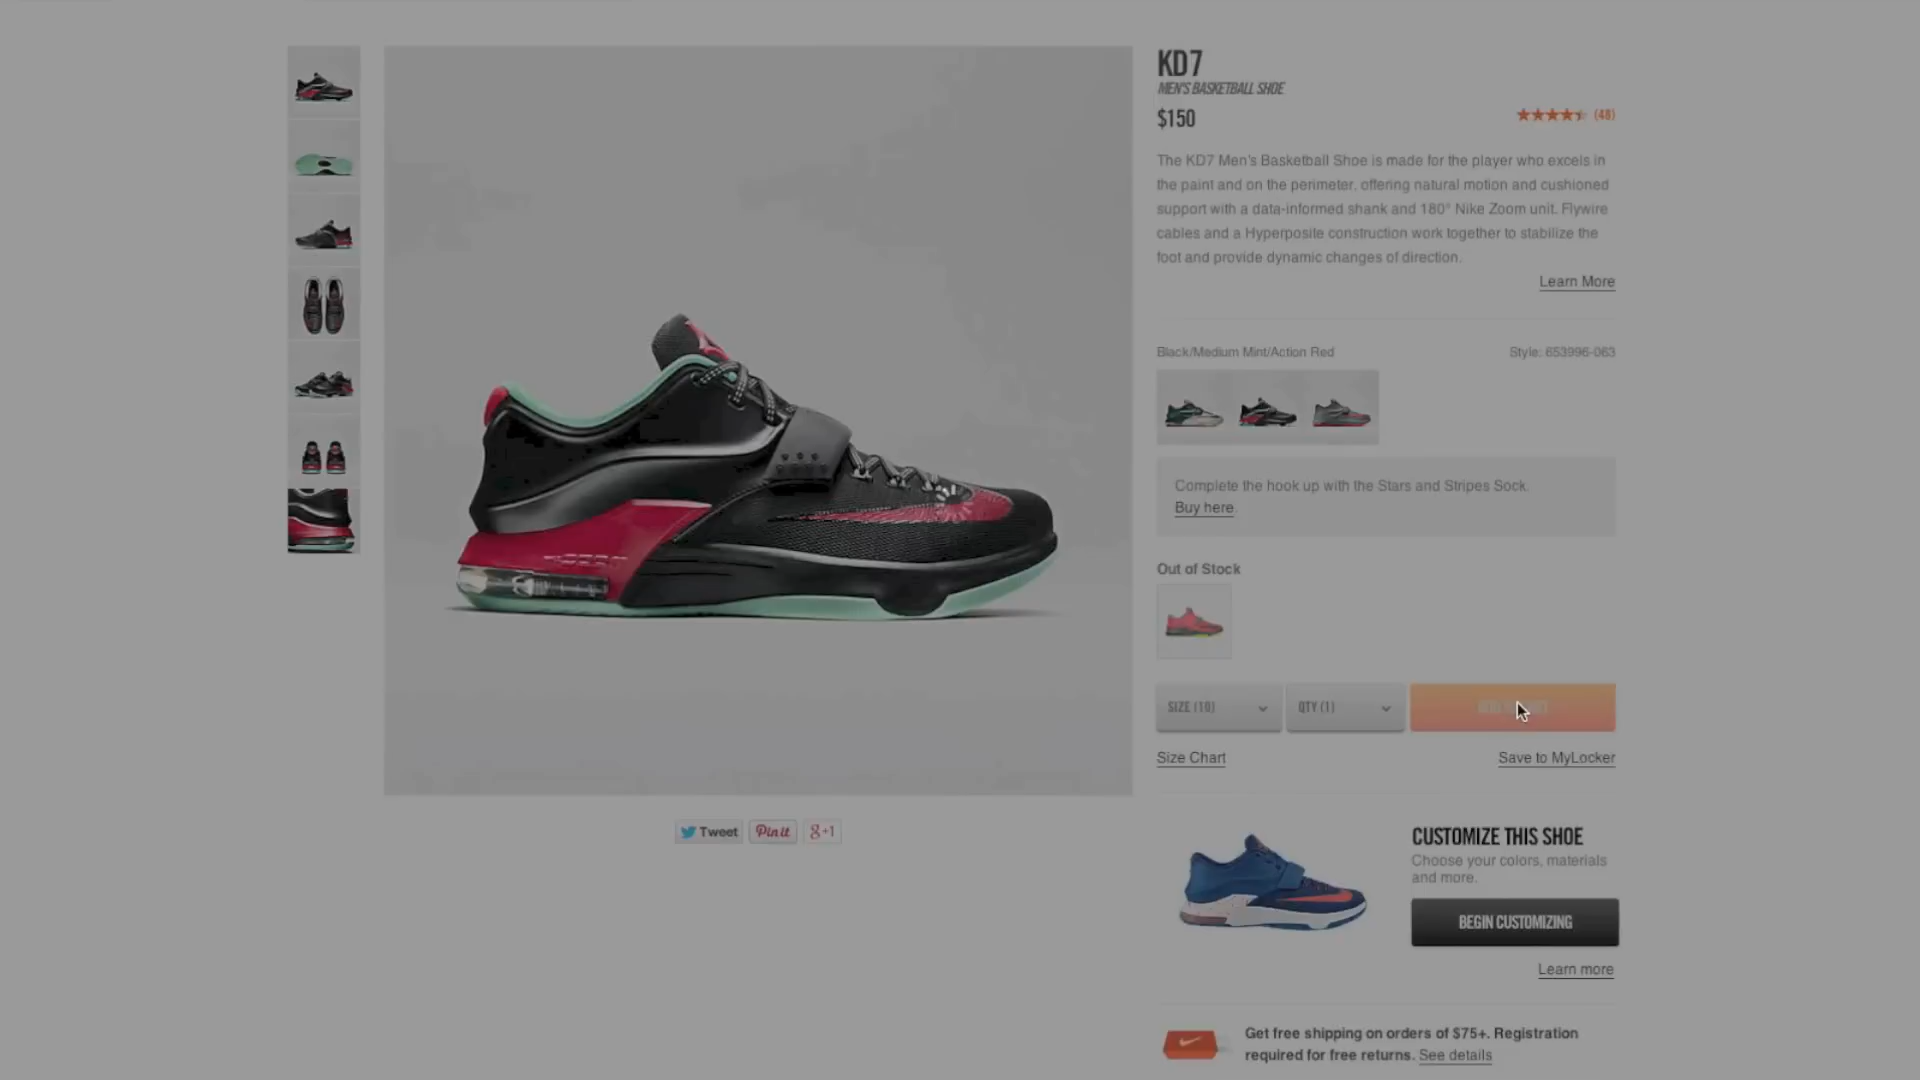 KD7
MEN'S BASKETBALL SHOE
$150
(48)
The KD7 Men's Basketball Shoe is made for the player who excels in
the paint and on the perimeter, offering natural motion and cushioned
support with a data-informed shank and 180° Nike Zoom unit. Flywire
cables and a Hyperposite construction work together to stabilize the
foot and provide dynamic changes of direction.
Learn More
Black/Medium Mint/Action Red
Style: 653996-063
Complete the hook up with the Stars and Stripes Sock.
Buy here.
Out of Stock
SIZE (10)
QTY (1)
Size Chart
Save to MyLocker
Tweet
Pinit
g+1
CUSTOMIZE THIS SHOE
Choose your colors, materials
and more.
BEGIN CUSTOMIZING
Learn more
Get free shipping on orders of $75+. Registration
required for free returns. See details